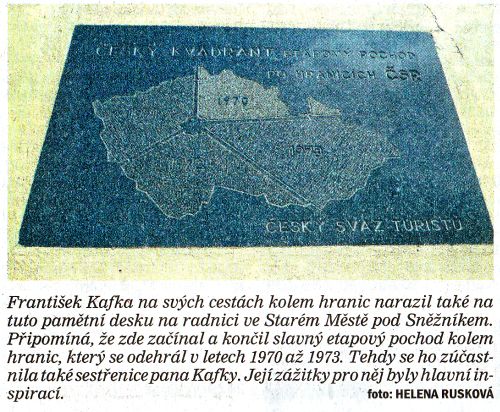 ČESKÝ KVADRANT ETAPOVÝ POCHOD
PO HRANICÍCH ČSR
1970
1973
ČESKÝ SVAZ TURISTŮ
František Kafka na svých cestách kolem hranic narazil také na
tuto pamětní desku na radnici ve Starém Městě pod Sněžníkem.
Připomíná, že zde začínal a končil slavný etapový pochod kolem
hranic, který se odehrál v letech 1970 až 1973. Tehdy se ho zúčast-
nila také sestřenice pana Kafky. Její zážitky pro něj byly hlavní in-
spirací.
foto: HELENA RUSKOVÁ